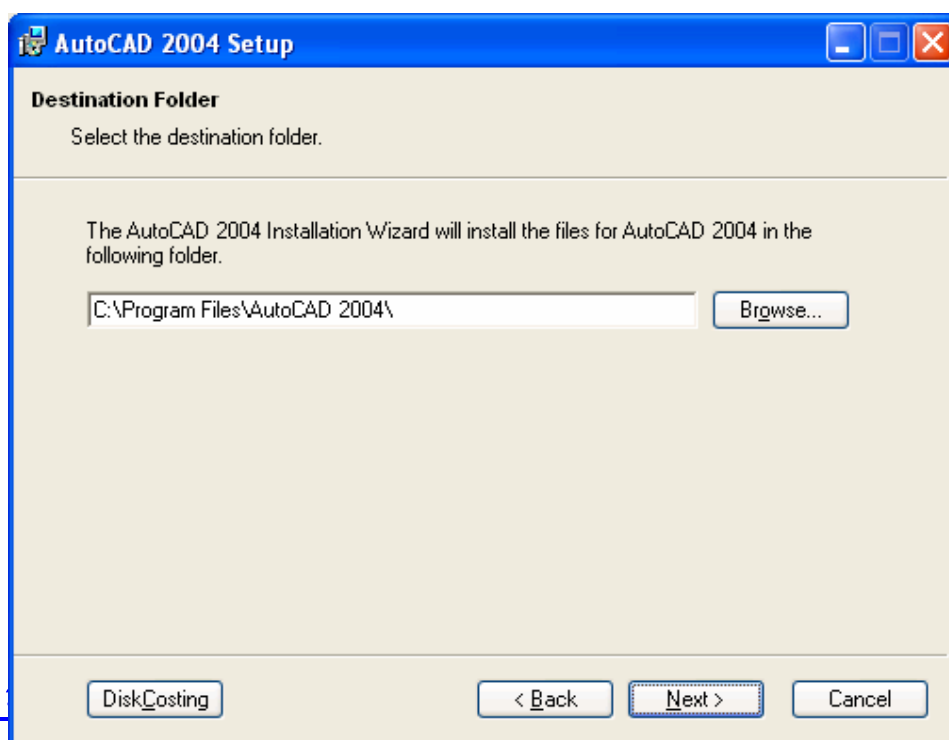 AutoCAD 2004 Setup
Destination Folder
Select the destination folder.
The AutoCAD 2004 Installation Wizard will install the files for AutoCAD 2004 in the
following folder.
C:\Program Files\AutoCAD 2004\
Browse...
DiskCosting
< Back
Next >
Cancel